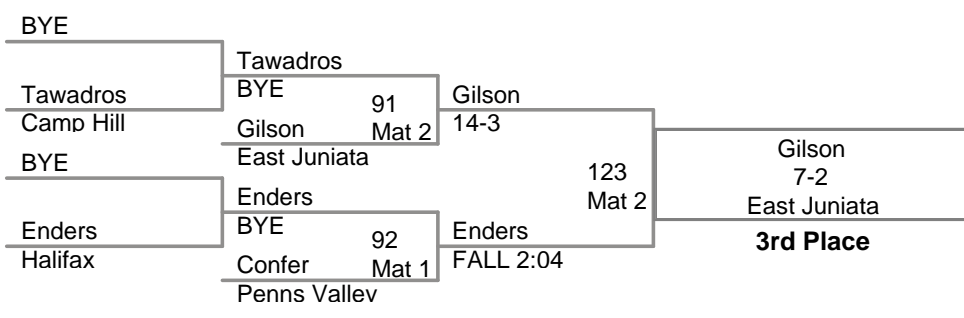 BYE
Tawadros
Camp Hill
BYE
Enders
Halifax
Tawadros
BYE
91
Mat 2
Gilson
East Juniata
Enders
BYE
92
Mat 1
Confer
Penns Valley
Gilson
14-3
123
Mat 2
Enders
FALL 2:04
Gilson
7-2
East Juniata
3rd Place